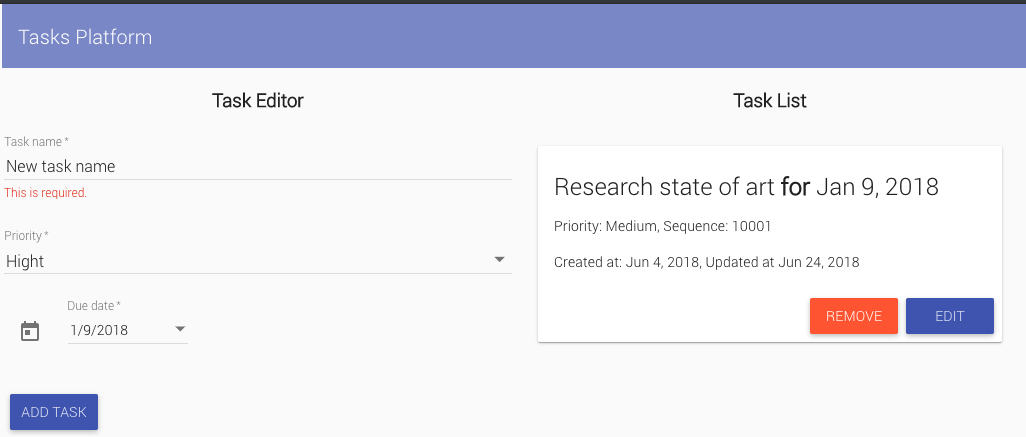 Tasks Platform
Task Editor
Task name *
New task name
This is required.
Priority *
Hight
Due date *
1/9/2018
ADD TASK
Task List
Research state of art for Jan 9, 2018
Priority: Medium, Sequence: 10001
Created at: Jun 4, 2018, Updated at Jun 24, 2018
REMOVE EDIT